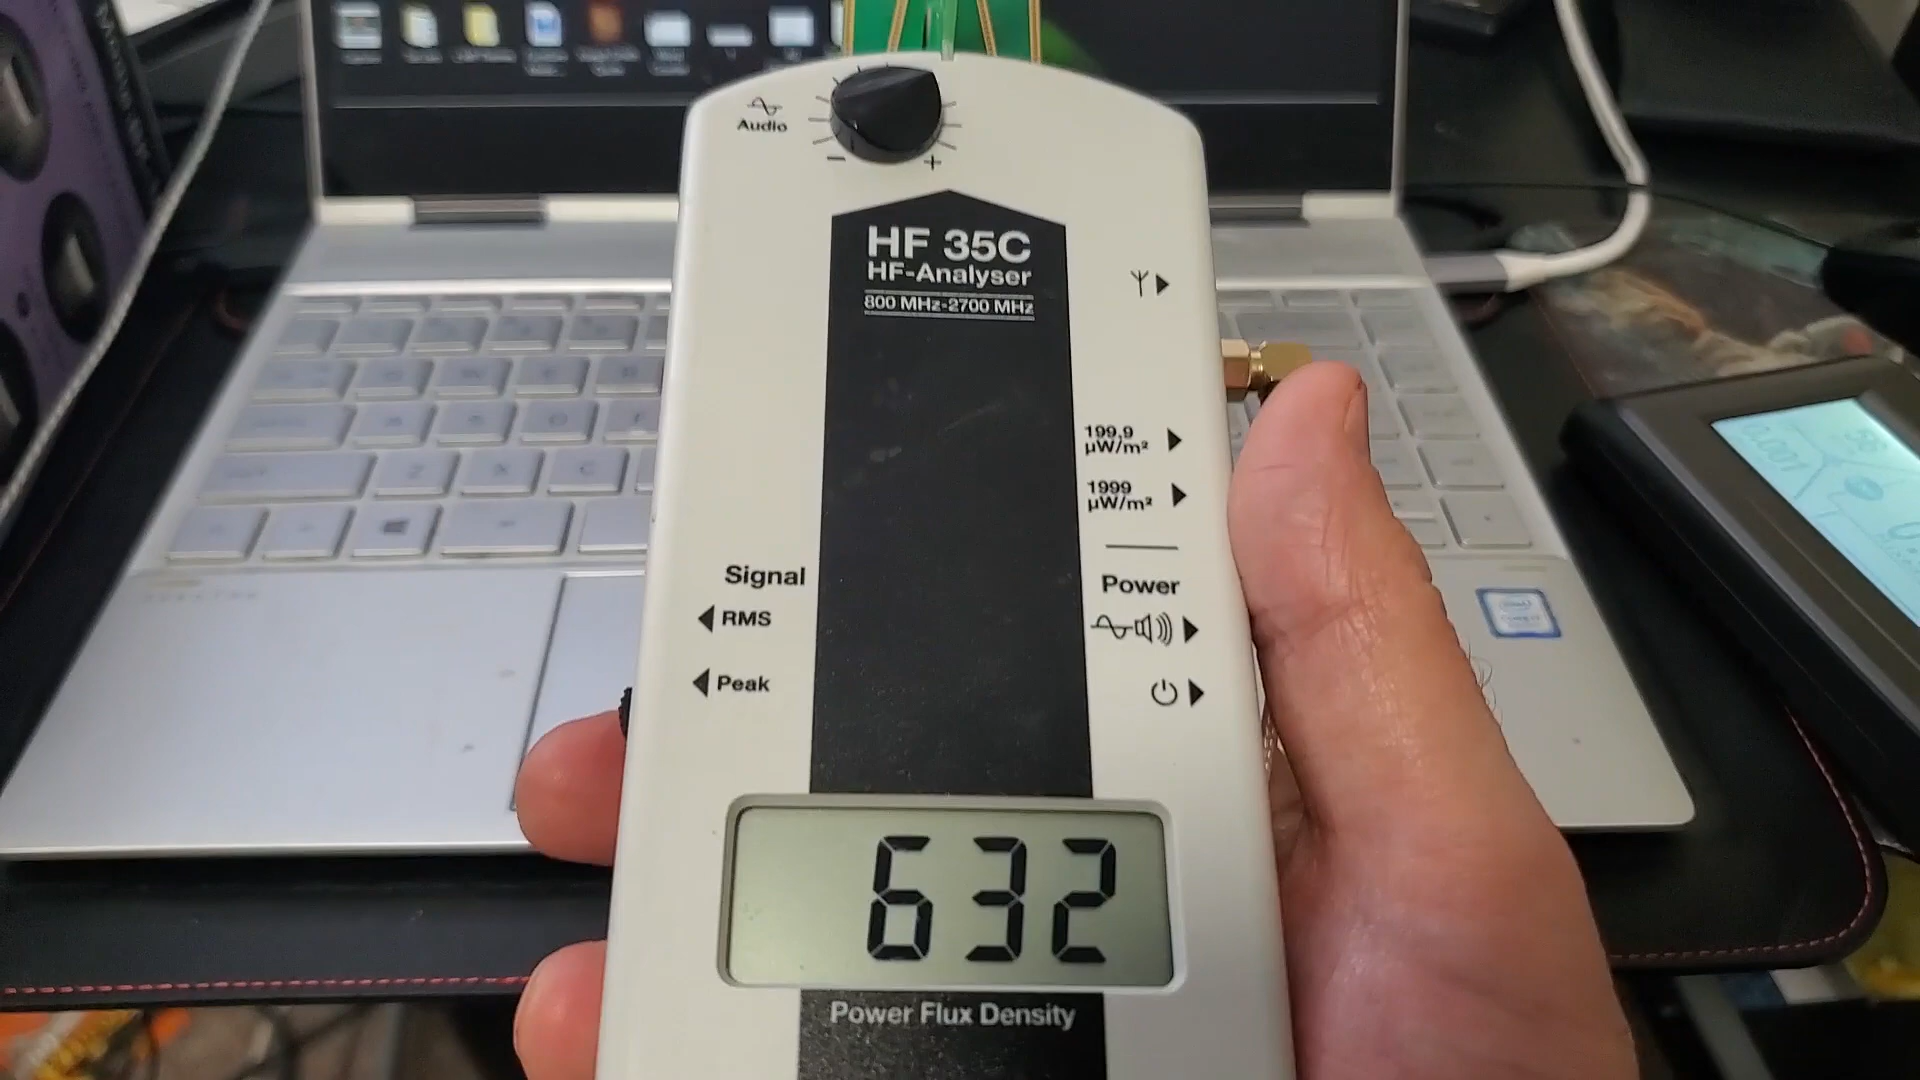 Audio
− +
HF 35C
HF-Analyser
800 MHz-2700 MHz
199.9
µW/m²
1999
µW/m²
Signal
RMS
Peak
Power
632
Power Flux Density